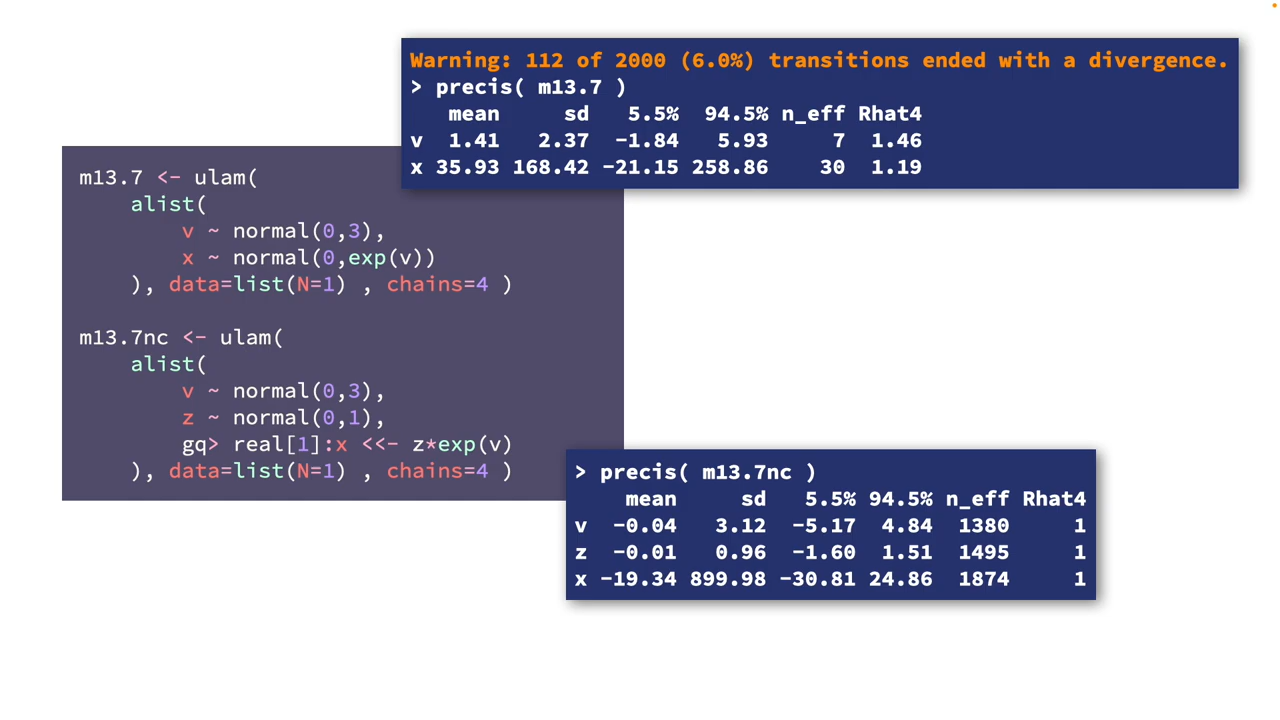 Warning: 112 of 2000 (6.0%) transitions ended with a divergence.
> precis( m13.7 )
mean sd 5.5% 94.5% n_eff Rhat4
v 1.41 2.37 -1.84 5.93 7 1.46
x 35.93 168.42 -21.15 258.86 30 1.19
m13.7 <- ulam(
alist(
v ~ normal(0,3),
x ~ normal(0,exp(v))
), data=list(N=1) , chains=4 )
m13.7nc <- ulam(
alist(
v ~ normal(0,3),
z ~ normal(0,1),
gq> real[1]:x <<- z*exp(v)
), data=list(N=1) , chains=4 )
> precis( m13.7nc )
mean sd 5.5% 94.5% n_eff Rhat4
v -0.04 3.12 -5.17 4.84 1380 1
z -0.01 0.96 -1.60 1.51 1495 1
x -19.34 899.98 -30.81 24.86 1874 1